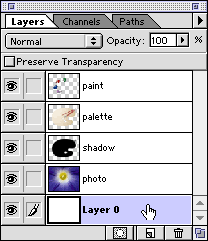 Layers Channels Paths
Normal Opacity: 100 %
Preserve Transparency
paint
palette
shadow
photo
Layer 0